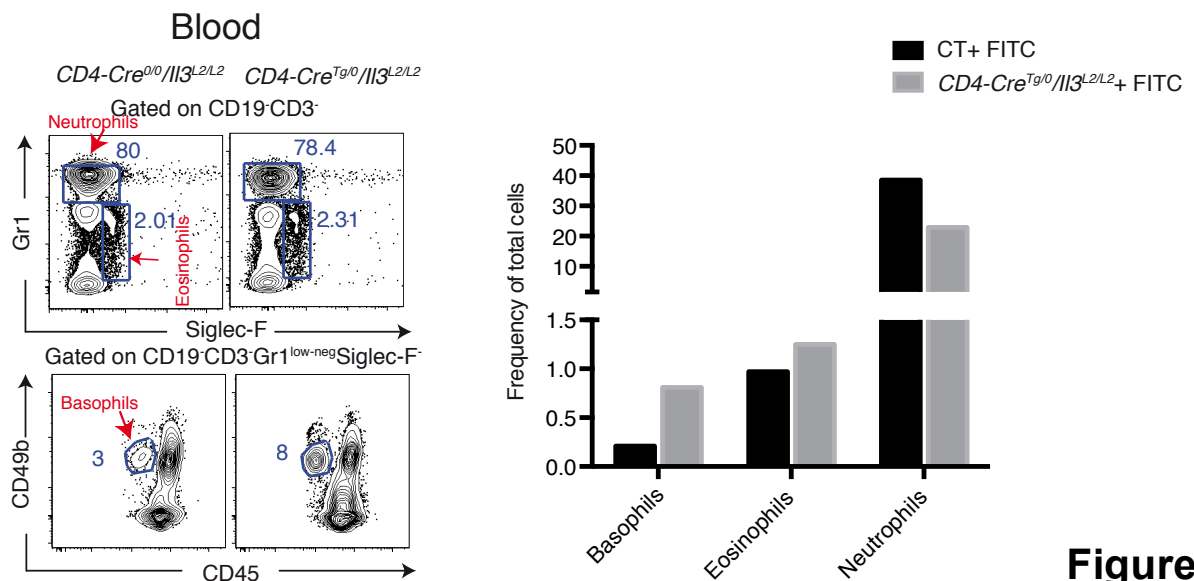 Blood
CD4-Cre0/0/Il3L2/L2 CD4-CreTg/0/Il3L2/L2
Gated on CD19-CD3-
Neutrophils
80
78.4
2.01
2.31
Eosinophils
Gr1
Siglec-F
Gated on CD19-CD3-Gr1low-negSiglec-F-
Basophils
3
8
CD49b
CD45
CT+ FITC
CD4-CreTg/0/Il3L2/L2+ FITC
Frequency of total cells
50
40
30
20
10
1.5
1.0
0.5
0.0
Basophils
Eosinophils
Neutrophils
Figure